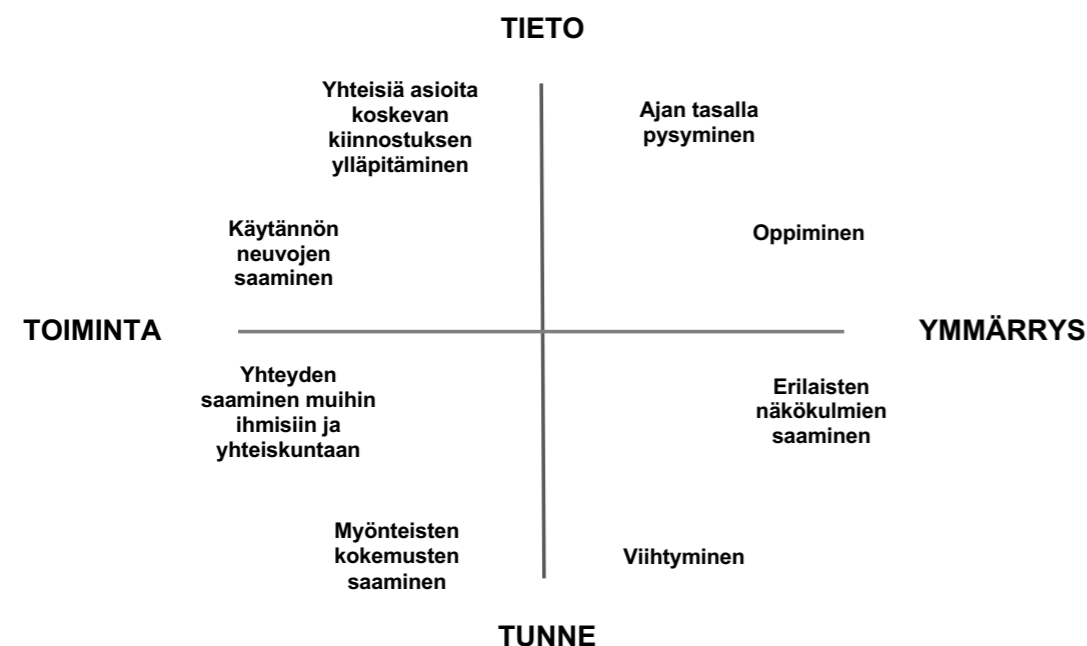 TIETO
Yhteisiä asioita
koskevan
kiinnostuksen
ylläpitäminen
Ajan tasalla
pysyminen
Käytännön
neuvojen
saaminen
Oppiminen
TOIMINTA
YMMÄRRYS
Yhteyden
saaminen muihin
ihmisiin ja
yhteiskuntaan
Erilaisten
näkökulmien
saaminen
Myönteisten
kokemusten
saaminen
Viihtyminen
TUNNE